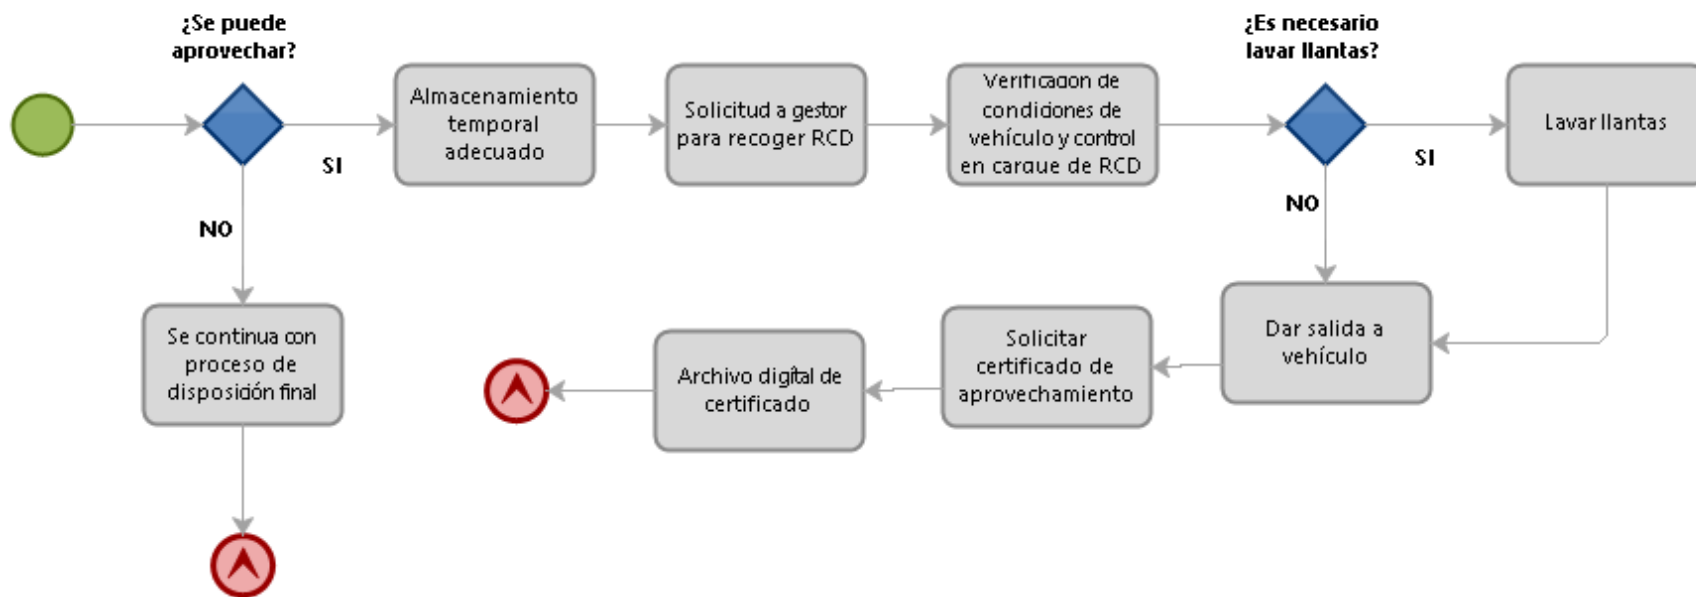 ¿Se puede
aprovechar?
SI
NO
Almacenamiento
temporal
adecuado
Solicitud a gestor
para recoger RCD
Verificación de
condiciones de
vehículo y control
en cargue de RCD
¿Es necesario
lavar llantas?
SI
NO
Lavar llantas
Se continua con
proceso de
disposición final
Dar salida a
vehículo
Solicitar
certificado de
aprovechamiento
Archivo digital de
certificado